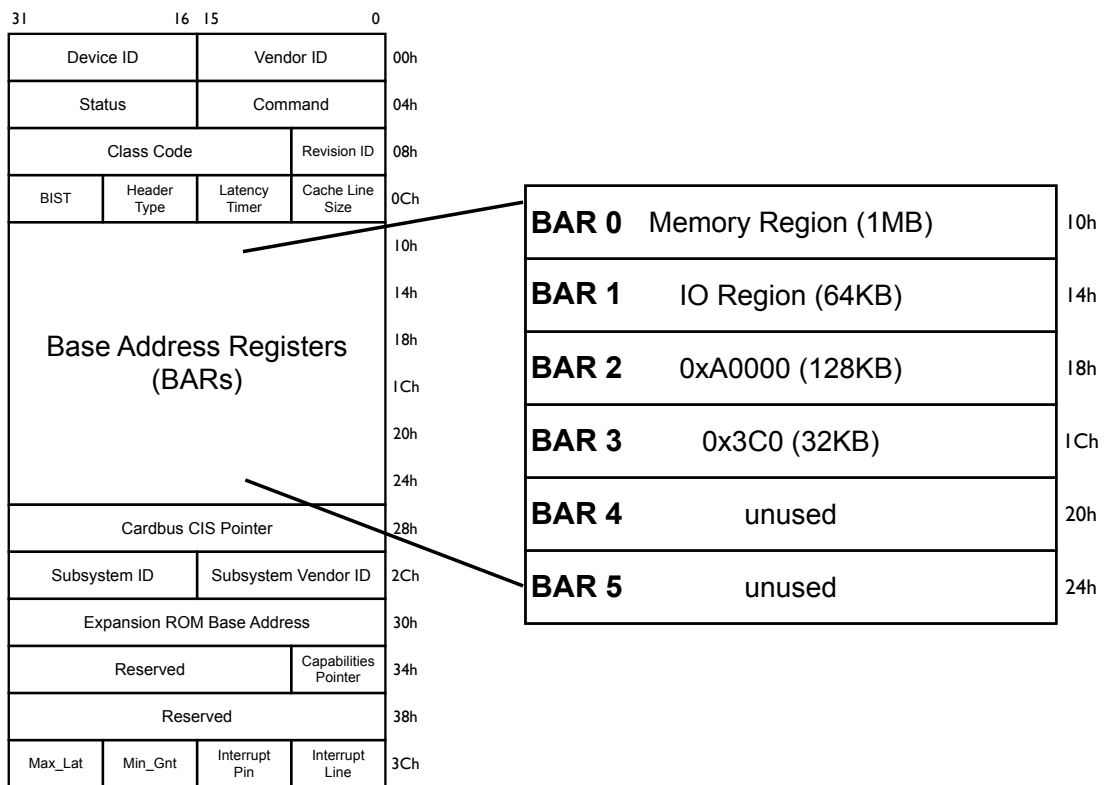 31 16 15 0
Device ID Vendor ID 00h
Status Command 04h
Class Code Revision ID 08h
BIST Header Type Latency Timer Cache Line Size 0Ch
Base Address Registers
(BARs)
10h
14h
18h
1Ch
20h
24h
Cardbus CIS Pointer 28h
Subsystem ID Subsystem Vendor ID 2Ch
Expansion ROM Base Address 30h
Reserved Capabilities Pointer 34h
Reserved 38h
Max_Lat Min_Gnt Interrupt Pin Interrupt Line 3Ch
BAR 0 Memory Region (1MB) 10h
BAR 1 IO Region (64KB) 14h
BAR 2 0xA0000 (128KB) 18h
BAR 3 0x3C0 (32KB) 1Ch
BAR 4 unused 20h
BAR 5 unused 24h